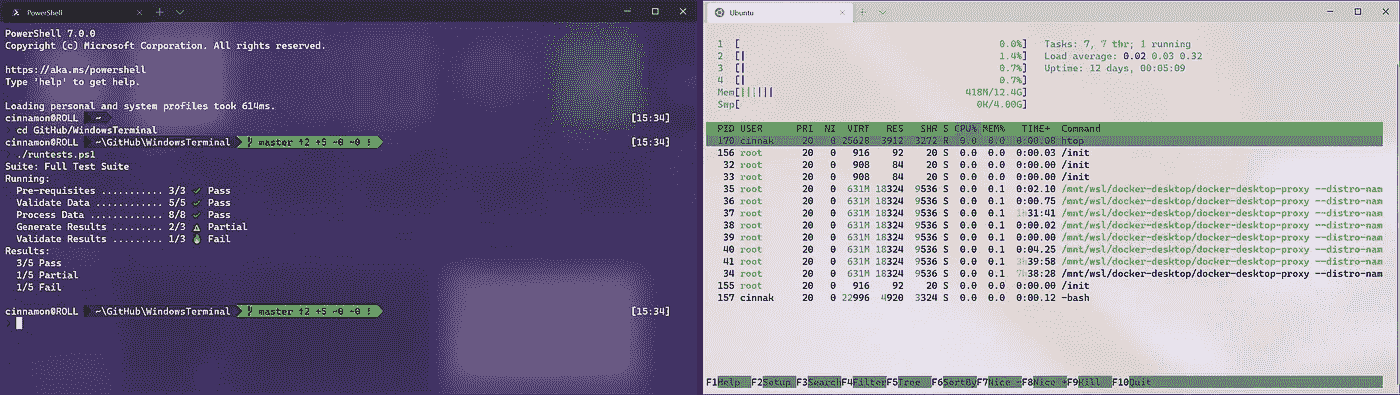 PowerShell
PowerShell 7.0.0
Copyright (c) Microsoft Corporation. All rights reserved.
https://aka.ms/powershell
Type 'help' to get help.
Loading personal and system profiles took 614ms.
cinnamon@ROLL ~ [15:34]
cd GitHub/WindowsTerminal
cinnamon@ROLL ~\GitHub\WindowsTerminal master ↑2 +5 ~0 -0 ! [15:34]
./runtests.ps1
Suite: Full Test Suite
Running:
Pre-requisites ........... 3/3 ✓ Pass
Validate Data ............ 5/5 ✓ Pass
Process Data ............. 8/8 ✓ Pass
Generate Results ......... 2/3 ⚠ Partial
Validate Results ......... 1/3 🔥 Fail
Results:
3/5 Pass
1/5 Partial
1/5 Fail
cinnamon@ROLL ~\GitHub\WindowsTerminal master ↑2 +5 ~0 -0 ! [15:34]
Ubuntu
1 [ 0.0%] Tasks: 7, 7 thr; 1 running
2 [| 1.4%] Load average: 0.02 0.03 0.32
3 [| 0.7%] Uptime: 12 days, 00:05:09
4 [| 0.7%]
Mem[|||||| 418M/12.4G]
Swp[ 0K/4.00G]
PID USER PRI NI VIRT RES SHR S CPU% MEM% TIME+ Command
170 cinnak 20 0 25628 3912 3272 R 0.0 0.0 0:00.08 htop
156 root 20 0 916 92 20 S 0.0 0.0 0:00.03 /init
32 root 20 0 908 84 20 S 0.0 0.0 0:00.00 /init
33 root 20 0 908 84 20 S 0.0 0.0 0:00.00 /init
35 root 20 0 631M 18324 9536 S 0.0 0.1 0:02.10 /mnt/wsl/docker-desktop/docker-desktop-proxy --distro-nam
36 root 20 0 631M 18324 9536 S 0.0 0.1 0:00.75 /mnt/wsl/docker-desktop/docker-desktop-proxy --distro-nam
37 root 20 0 631M 18324 9536 S 0.0 0.1 1h31:41 /mnt/wsl/docker-desktop/docker-desktop-proxy --distro-nam
38 root 20 0 631M 18324 9536 S 0.0 0.1 0:00.02 /mnt/wsl/docker-desktop/docker-desktop-proxy --distro-nam
39 root 20 0 631M 18324 9536 S 0.0 0.1 0:00.00 /mnt/wsl/docker-desktop/docker-desktop-proxy --distro-nam
40 root 20 0 631M 18324 9536 S 0.0 0.1 0:04.25 /mnt/wsl/docker-desktop/docker-desktop-proxy --distro-nam
41 root 20 0 631M 18324 9536 S 0.0 0.1 3h39:58 /mnt/wsl/docker-desktop/docker-desktop-proxy --distro-nam
34 root 20 0 631M 18324 9536 S 0.0 0.1 7h38:28 /mnt/wsl/docker-desktop/docker-desktop-proxy --distro-nam
155 root 20 0 916 92 20 S 0.0 0.0 0:00.00 /init
157 cinnak 20 0 22996 4920 3324 S 0.0 0.0 0:00.12 -bash
F1Help F2Setup F3SearchF4FilterF5Tree F6SortByF7Nice -F8Nice +F9Kill F10Quit